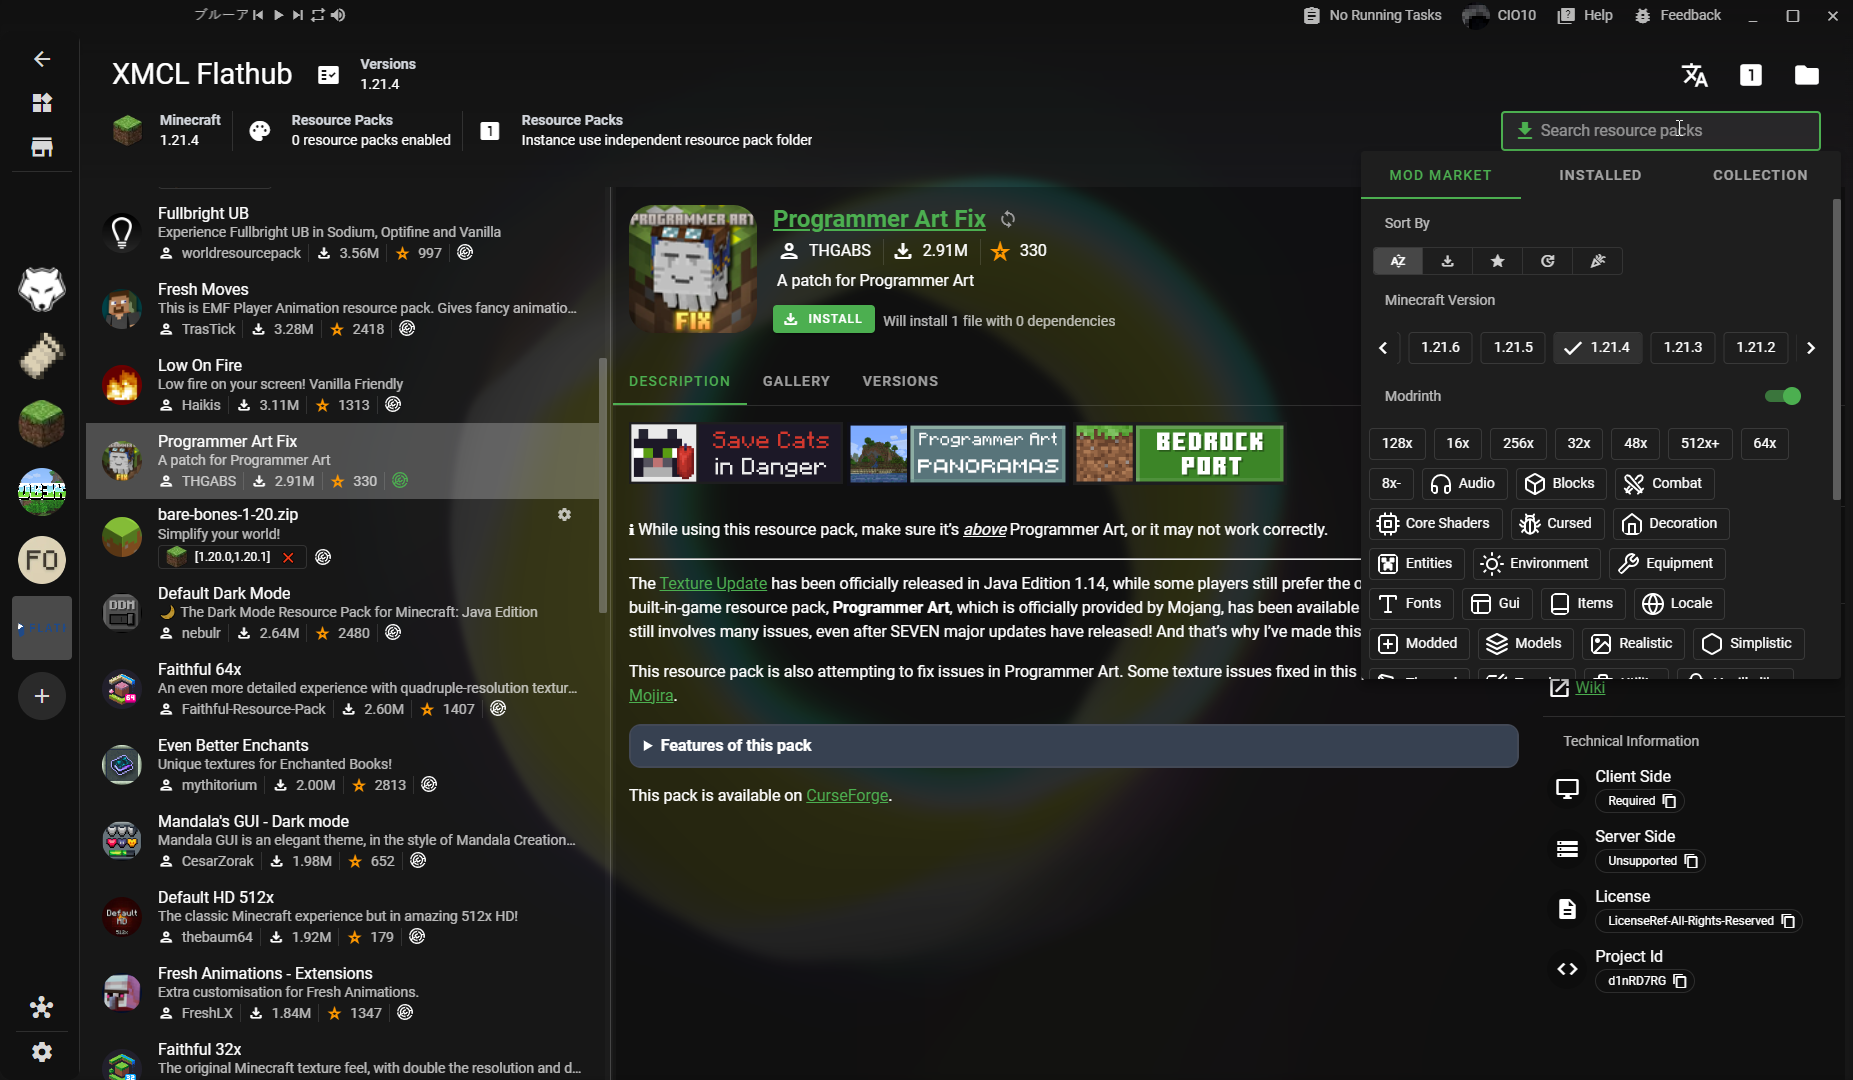 ブルーア
No Running Tasks
CIO10
Help
Feedback
XMCL Flathub
Versions
1.21.4
Minecraft
1.21.4
Resource Packs
0 resource packs enabled
Resource Packs
Instance use independent resource pack folder
Search resource packs
MOD MARKET
INSTALLED
COLLECTION
Sort By
Minecraft Version
1.21.6
1.21.5
1.21.4
1.21.3
1.21.2
Modrinth
128x
16x
256x
32x
48x
512x+
64x
8x-
Audio
Blocks
Combat
Core Shaders
Cursed
Decoration
Entities
Environment
Equipment
Fonts
Gui
Items
Locale
Modded
Models
Realistic
Simplistic
Fullbright UB
Experience Fullbright UB in Sodium, Optifine and Vanilla
worldresourcepack
3.56M
997
Fresh Moves
This is EMF Player Animation resource pack. Gives fancy animatio...
TrasTick
3.28M
2418
Low On Fire
Low fire on your screen! Vanilla Friendly
Haikis
3.11M
1313
Programmer Art Fix
A patch for Programmer Art
THGABS
2.91M
330
bare-bones-1-20.zip
Simplify your world!
[1.20.0,1.20.1]
Default Dark Mode
🌙 The Dark Mode Resource Pack for Minecraft: Java Edition
nebulr
2.64M
2480
Faithful 64x
An even more detailed experience with quadruple-resolution textur...
Faithful-Resource-Pack
2.60M
1407
Even Better Enchants
Unique textures for Enchanted Books!
mythitorium
2.00M
2813
Mandala's GUI - Dark mode
Mandala GUI is an elegant theme, in the style of Mandala Creation...
CesarZorak
1.98M
652
Default HD 512x
The classic Minecraft experience but in amazing 512x HD!
thebaum64
1.92M
179
Fresh Animations - Extensions
Extra customisation for Fresh Animations.
FreshLX
1.84M
1347
Faithful 32x
The original Minecraft texture feel, with double the resolution and d...
PROGRAMMER ART
FIX
Programmer Art Fix
THGABS
2.91M
330
A patch for Programmer Art
INSTALL
Will install 1 file with 0 dependencies
DESCRIPTION
GALLERY
VERSIONS
Save Cats
in Danger
Programmer Art
PANORAMAS
BEDROCK
PORT
ℹ While using this resource pack, make sure it's above Programmer Art, or it may not work correctly.
The Texture Update has been officially released in Java Edition 1.14, while some players still prefer the o
built-in-game resource pack, Programmer Art, which is officially provided by Mojang, has been available
still involves many issues, even after SEVEN major updates have released! And that's why I've made this
This resource pack is also attempting to fix issues in Programmer Art. Some texture issues fixed in this
Mojira.
Features of this pack
This pack is available on CurseForge.
Wiki
Technical Information
Client Side
Required
Server Side
Unsupported
License
LicenseRef-All-Rights-Reserved
Project Id
d1nRD7RG
FO
DDM
64
Default
HD
512x
32
1
1
AZ